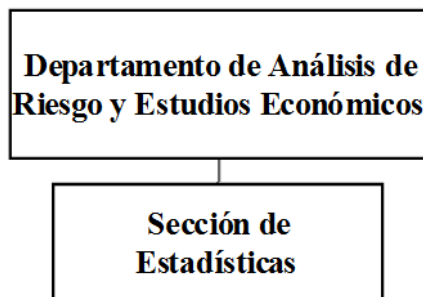 Departamento de Análisis de
Riesgo y Estudios Económicos
Sección de
Estadísticas